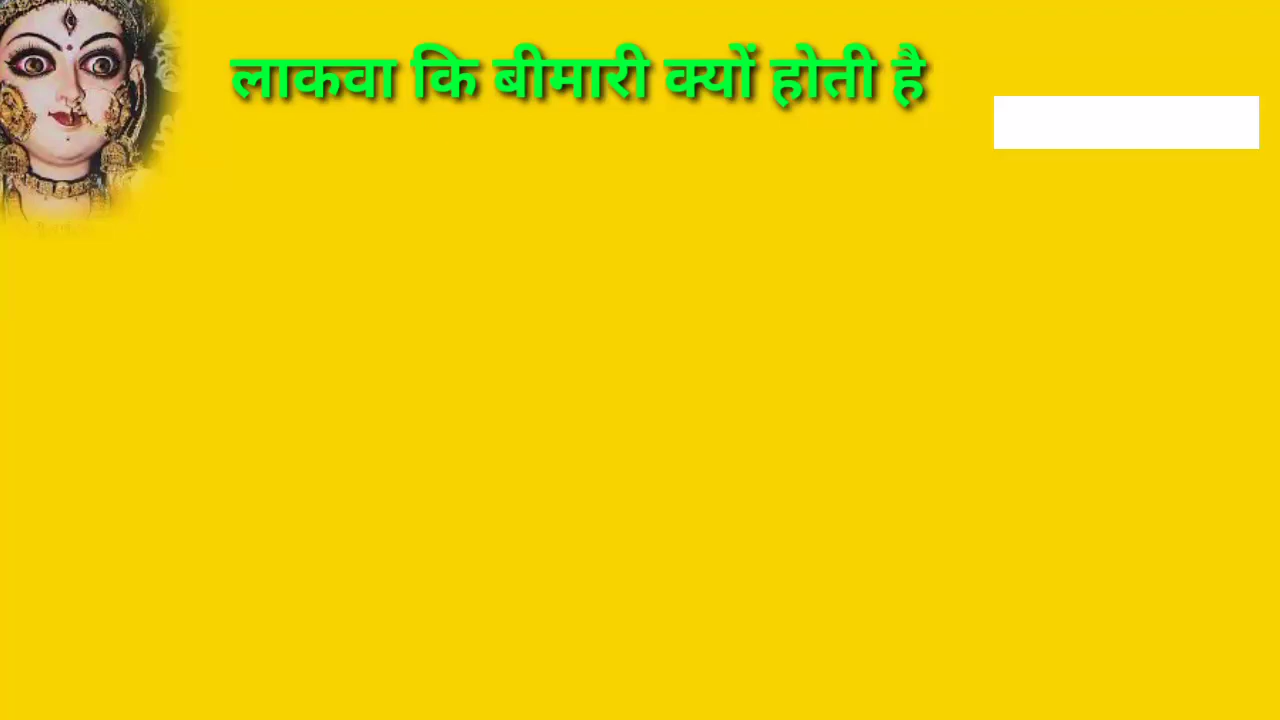 लाकवा कि बीमारी क्यों होती है